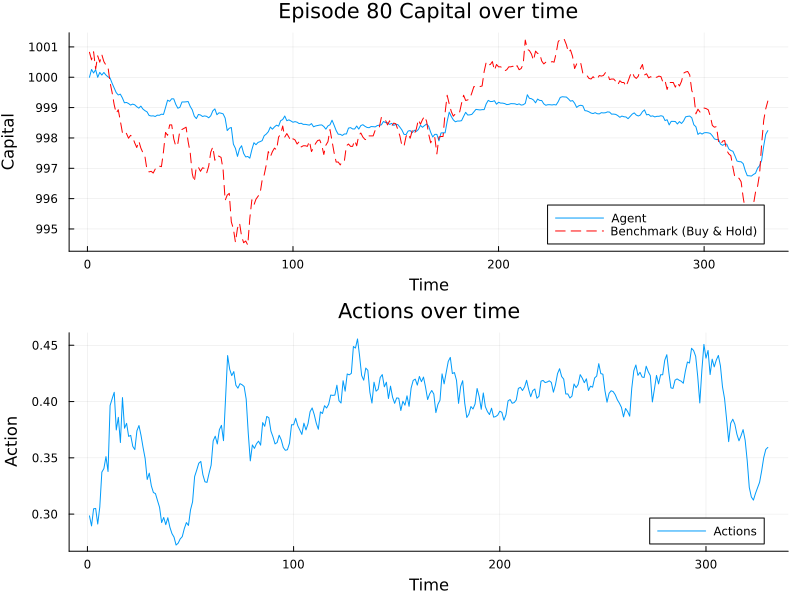 Episode 80 Capital over time
Capital
1001
1000
999
998
997
996
995
Agent
Benchmark (Buy & Hold)
0
100
200
300
Time
Actions over time
Action
0.45
0.40
0.35
0.30
Actions
0
100
200
300
Time